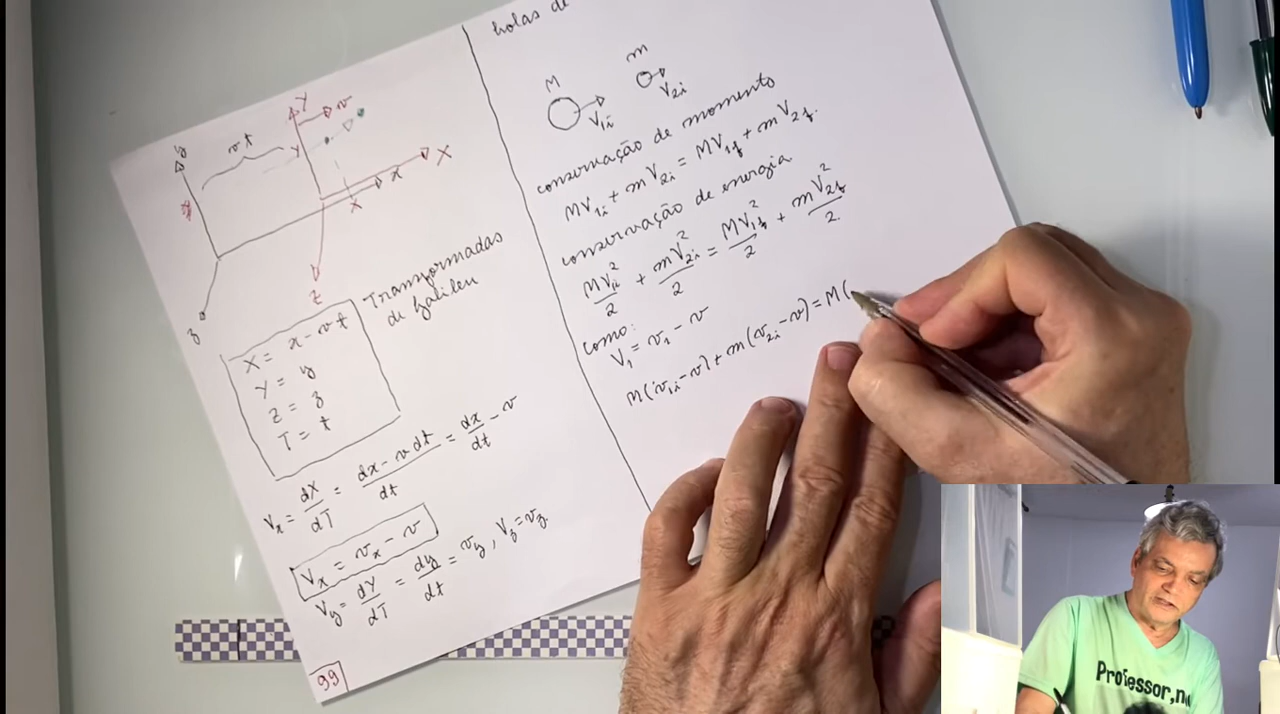 y
Y
v
vt
y
Y
X
x
X
z
Z
Transformadas
de Galileu
X = x - vt
Y = y
Z = z
T = t
Vx = dX/dT = dx - v dt/dt = dx/dt - v
Vx = vx - v
Vy = dY/dT = dy/dt = vy, Vz = vz
99
bolas de
M
m
V1i
V2i
conservação de momento
MV1i + mV2i = MV1f + mV2f.
conservação de energia.
MV1i²/2 + mV2i²/2 = MV1f²/2 + mV2f²/2.
como:
V1 = v1 - v
M(v1i-v) + m(v2i-v) = M(
Professor, n